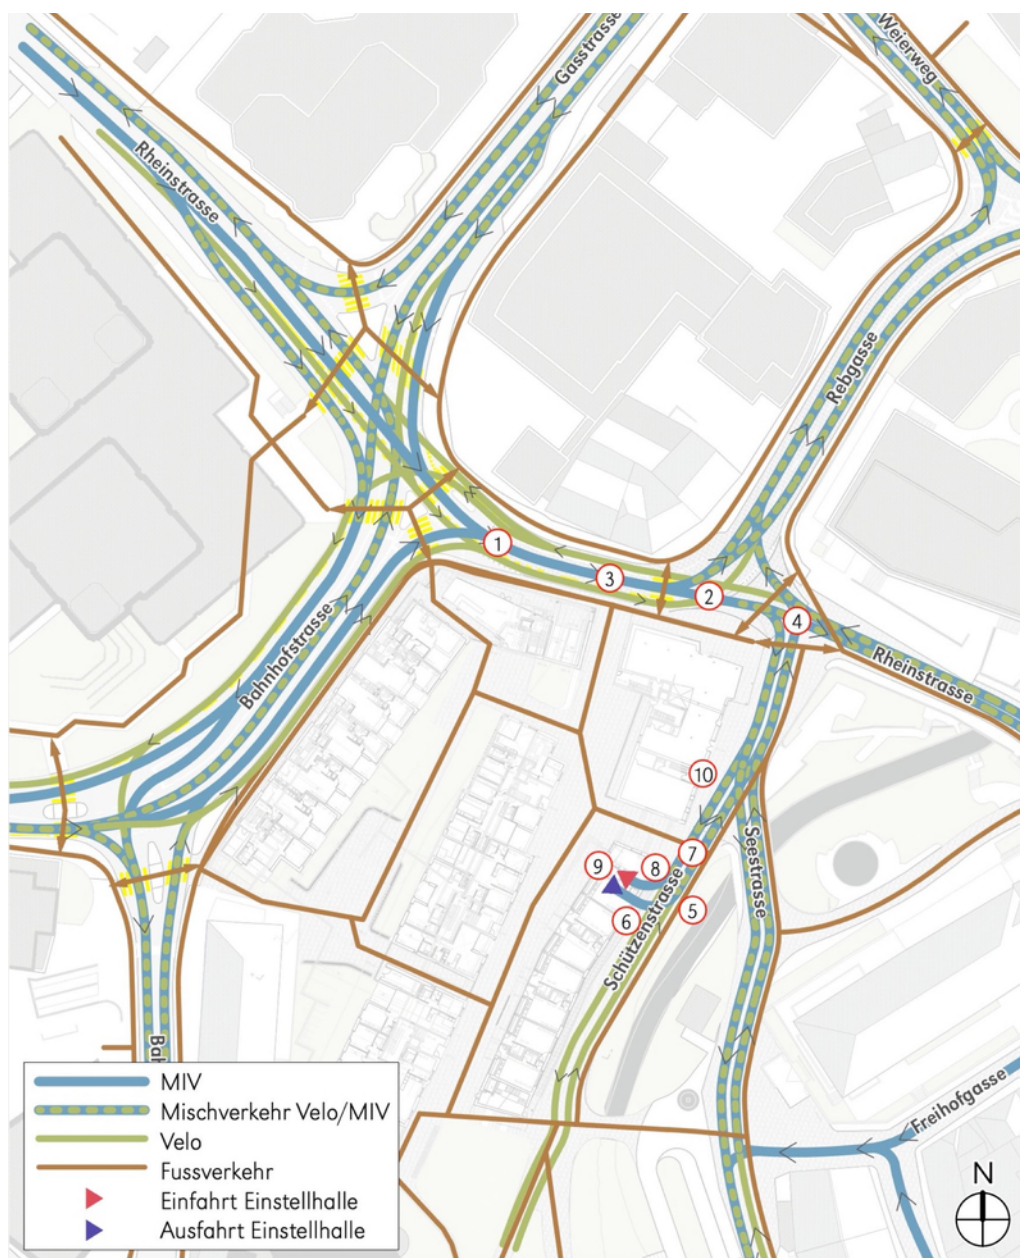 Gasstrasse
Weierweg
Rheinstrasse
Rebgasse
1
3
2
4
Bahnhofstrasse
Rheinstrasse
10
Seestrasse
7
9
8
5
6
Schützenstrasse
Bah
Freihofgasse
MIV
Mischverkehr Velo/MIV
Velo
Fussverkehr
Einfahrt Einstellhalle
Ausfahrt Einstellhalle
N